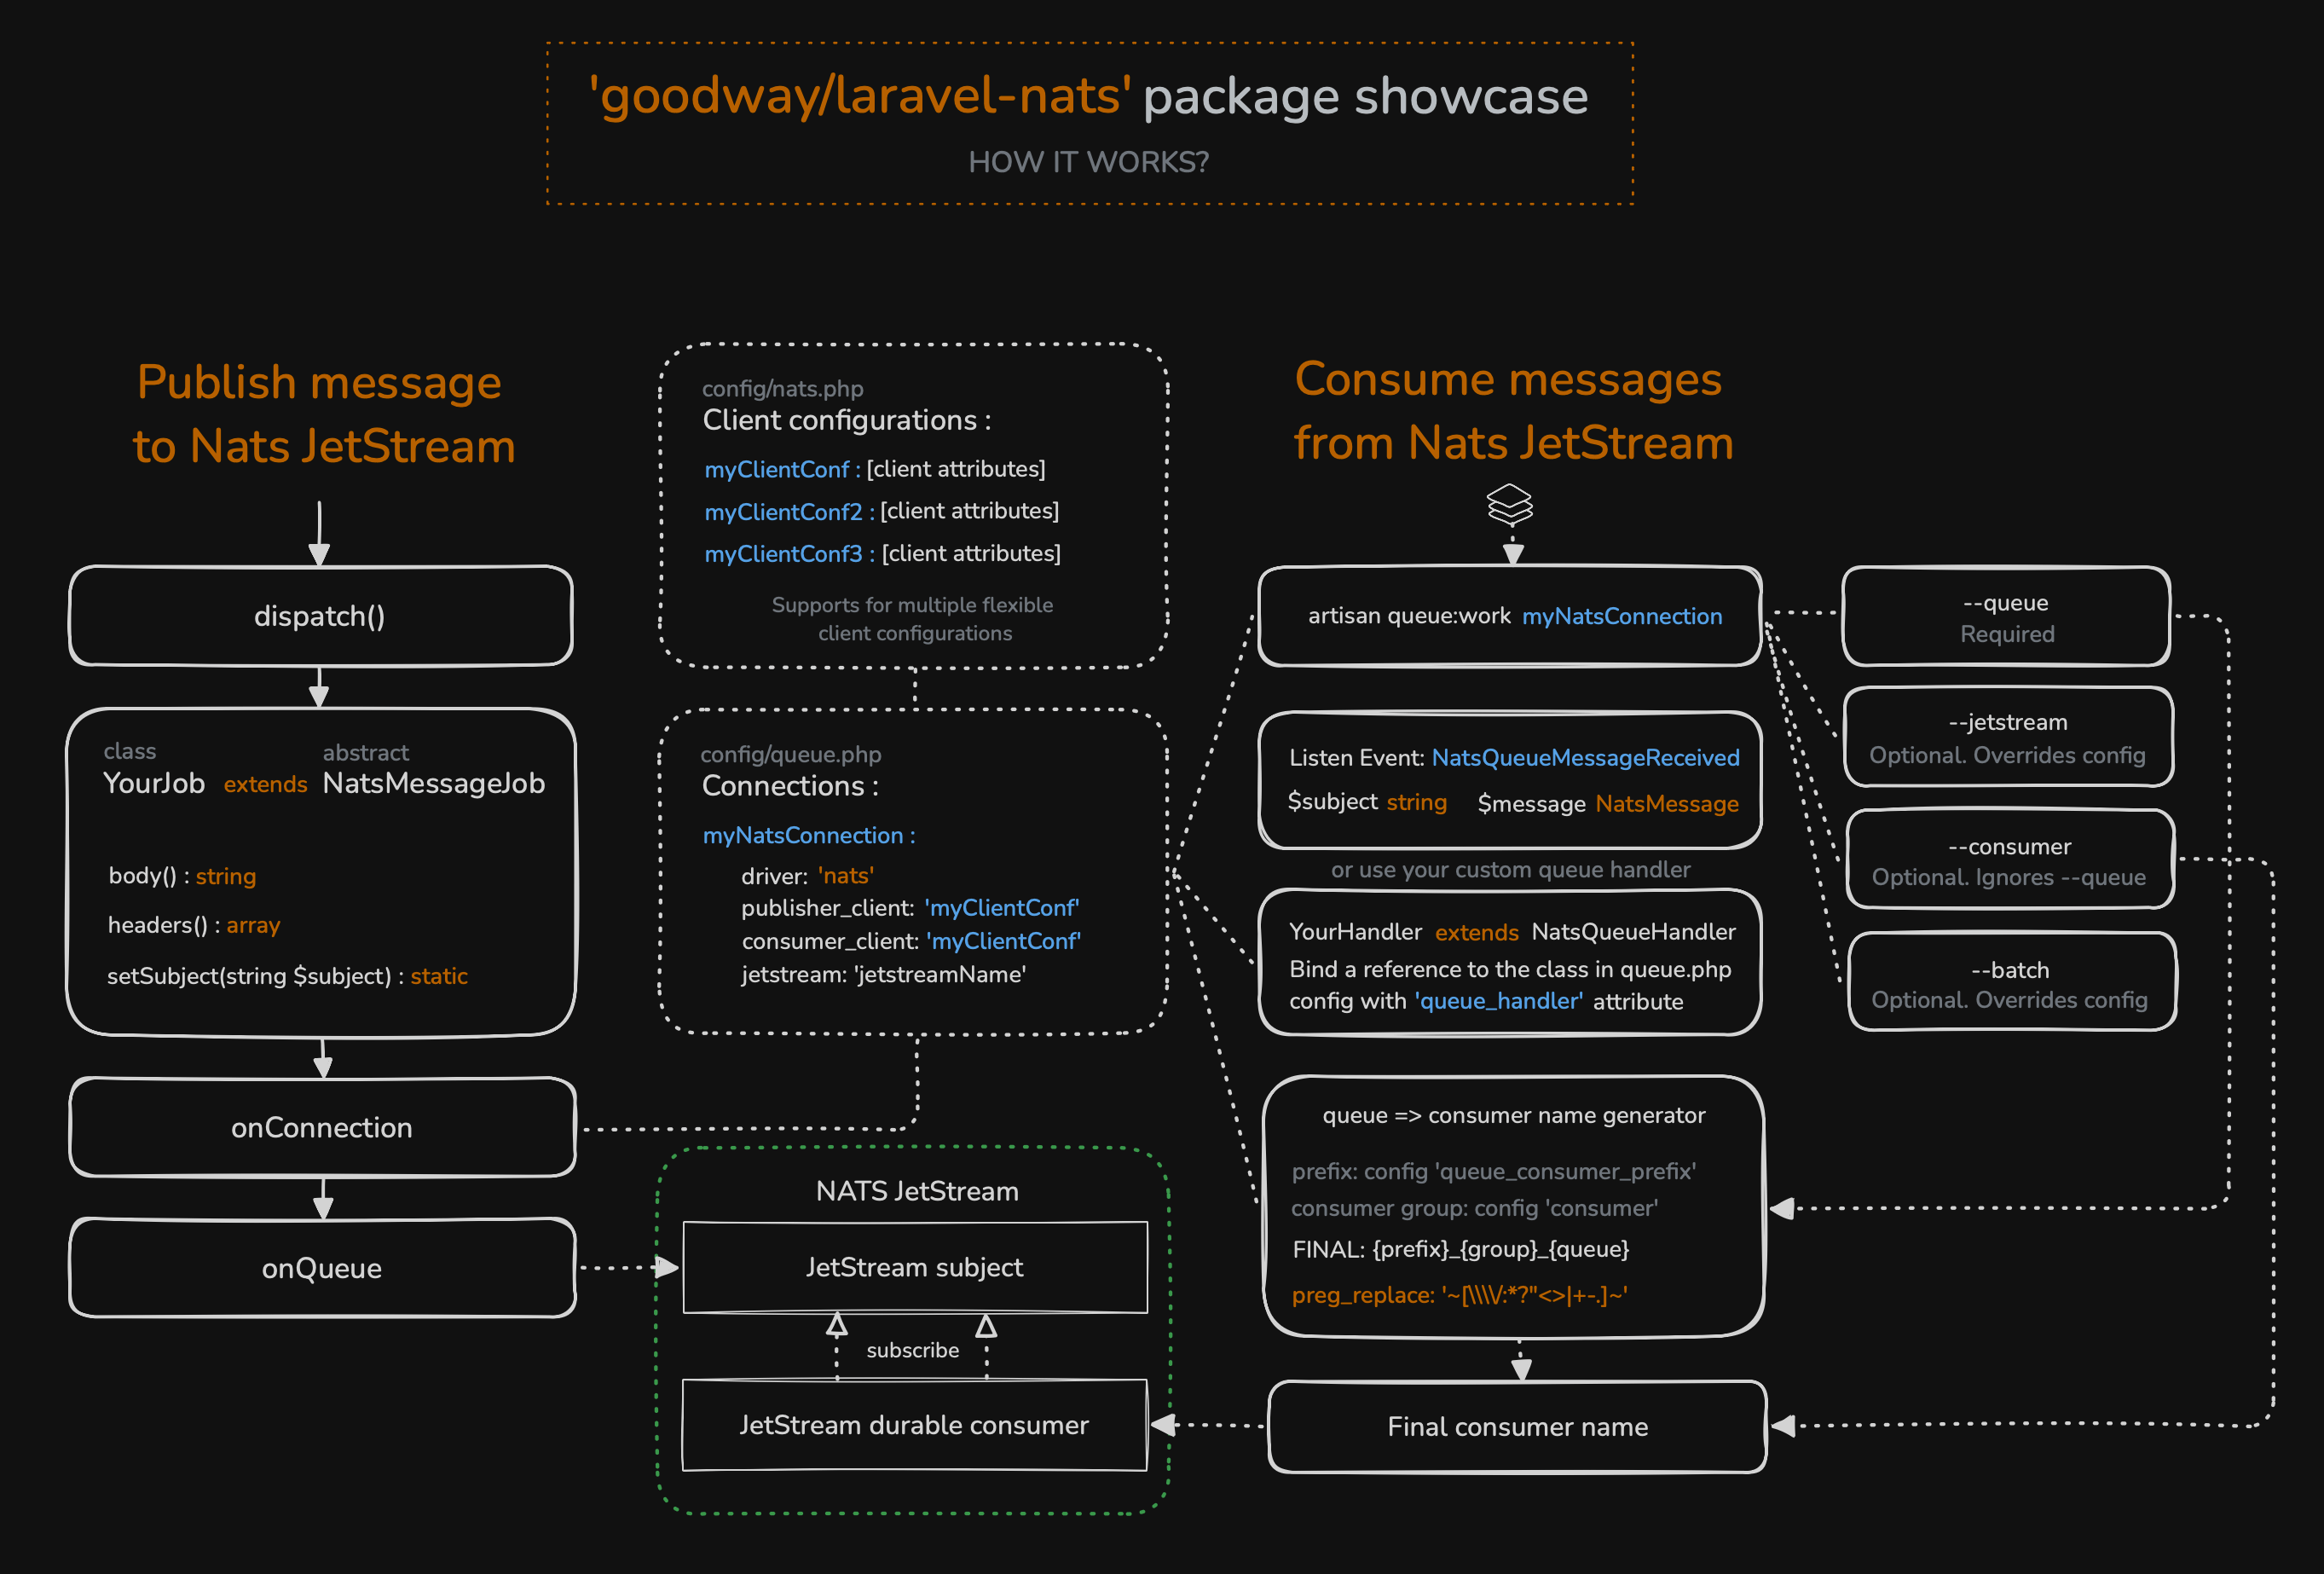 'goodway/laravel-nats' package showcase
HOW IT WORKS?
Publish message
to Nats JetStream
dispatch()
class
abstract
YourJob extends NatsMessageJob
body() : string
headers() : array
setSubject(string $subject) : static
onConnection
onQueue
config/nats.php
Client configurations :
myClientConf : [client attributes]
myClientConf2 : [client attributes]
myClientConf3 : [client attributes]
Supports for multiple flexible
client configurations
config/queue.php
Connections :
myNatsConnection :
driver: 'nats'
publisher_client: 'myClientConf'
consumer_client: 'myClientConf'
jetstream: 'jetstreamName'
NATS JetStream
JetStream subject
subscribe
JetStream durable consumer
Consume messages
from Nats JetStream
artisan queue:work myNatsConnection
Listen Event: NatsQueueMessageReceived
$subject string $message NatsMessage
or use your custom queue handler
YourHandler extends NatsQueueHandler
Bind a reference to the class in queue.php
config with 'queue_handler' attribute
queue => consumer name generator
prefix: config 'queue_consumer_prefix'
consumer group: config 'consumer'
FINAL: {prefix}_{group}_{queue}
preg_replace: '~[\\\\/:*?"<>|+-.]~'
Final consumer name
--queue
Required
--jetstream
Optional. Overrides config
--consumer
Optional. Ignores --queue
--batch
Optional. Overrides config